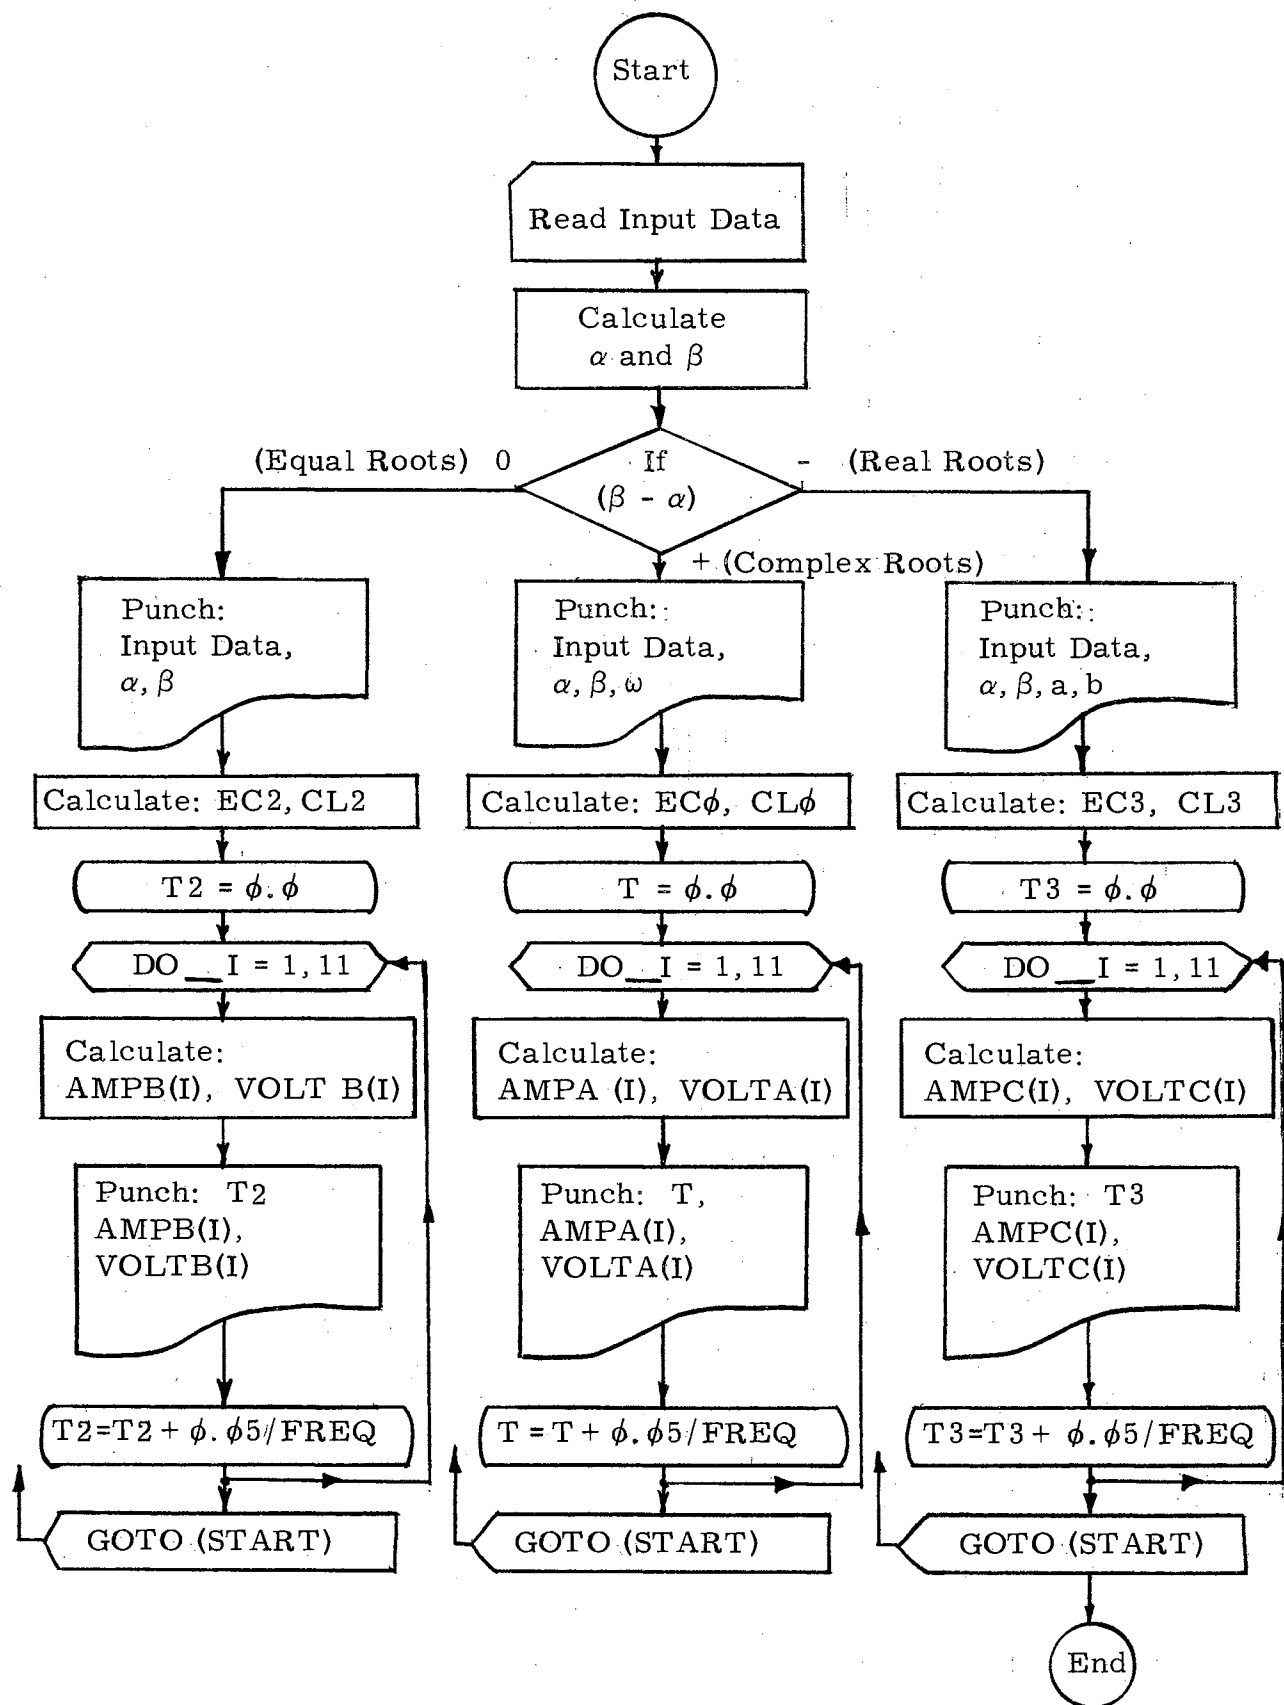 Start
Read Input Data
Calculate
α and β
(Equal Roots) 0
If
(β - α)
- (Real Roots)
+ (Complex Roots)
Punch:
Input Data,
α, β
Punch:
Input Data,
α, β, ω
Punch:
Input Data,
α, β, a, b
Calculate: EC2, CL2
Calculate: ECϕ, CLϕ
Calculate: EC3, CL3
T2 = ϕ.ϕ
T = ϕ.ϕ
T3 = ϕ.ϕ
DO __ I = 1, 11
DO __ I = 1, 11
DO __ I = 1, 11
Calculate:
AMPB(I), VOLT B(I)
Calculate:
AMPA (I), VOLTA(I)
Calculate:
AMPC(I), VOLTC(I)
Punch: T2
AMPB(I),
VOLTB(I)
Punch: T,
AMPA(I),
VOLTA(I)
Punch: T3
AMPC(I),
VOLTC(I)
T2=T2 + ϕ.ϕ5/FREQ
T = T + ϕ.ϕ5/FREQ
T3=T3 + ϕ.ϕ5/FREQ
GOTO (START)
GOTO (START)
GOTO (START)
End